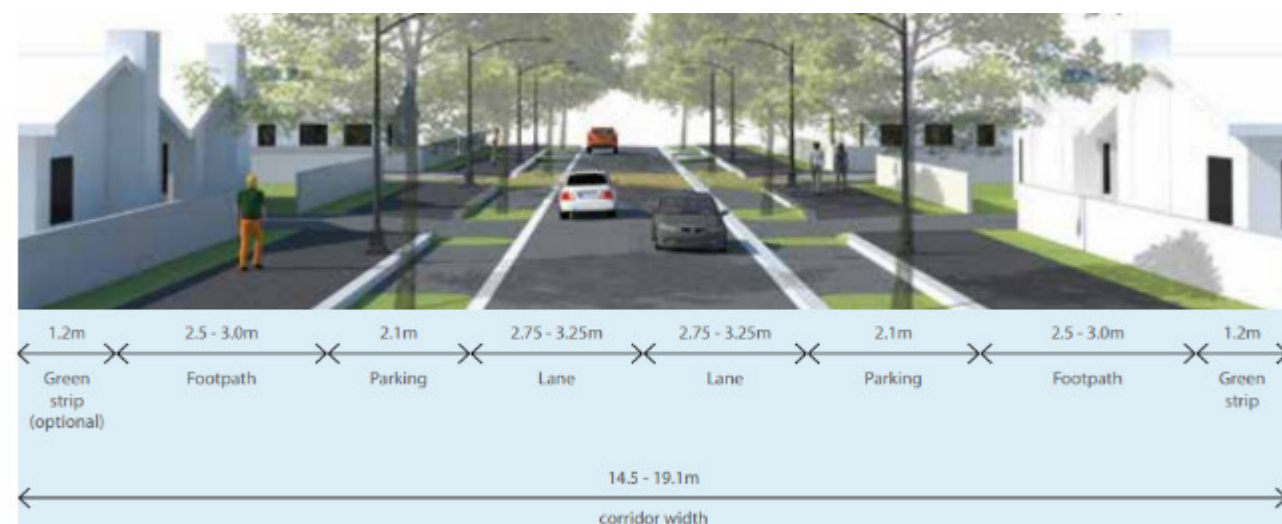 1.2m 2.5 - 3.0m 2.1m 2.75 - 3.25m 2.75 - 3.25m 2.1m 2.5 - 3.0m 1.2m
Green Footpath Parking Lane Lane Parking Footpath Green
strip strip
(optional)
14.5 - 19.1m
corridor width